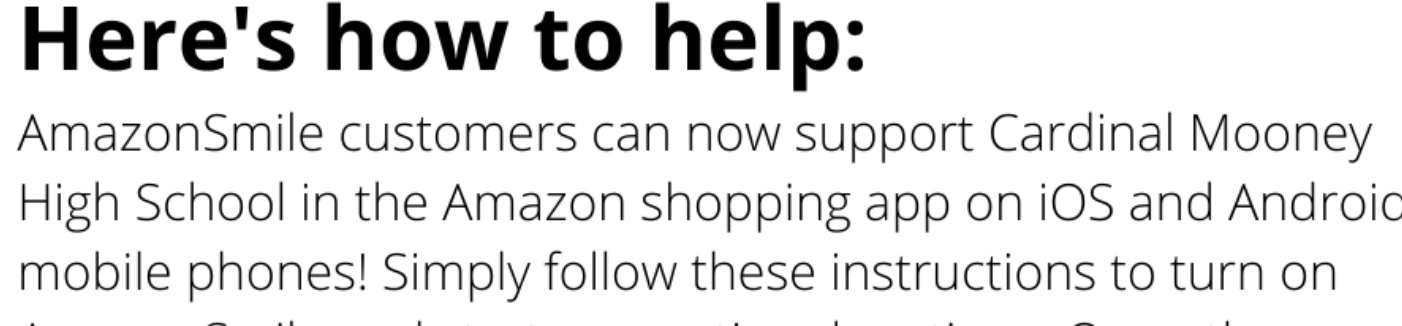 Here's how to help:
AmazonSmile customers can now support Cardinal Mooney
High School in the Amazon shopping app on iOS and Android
mobile phones! Simply follow these instructions to turn on